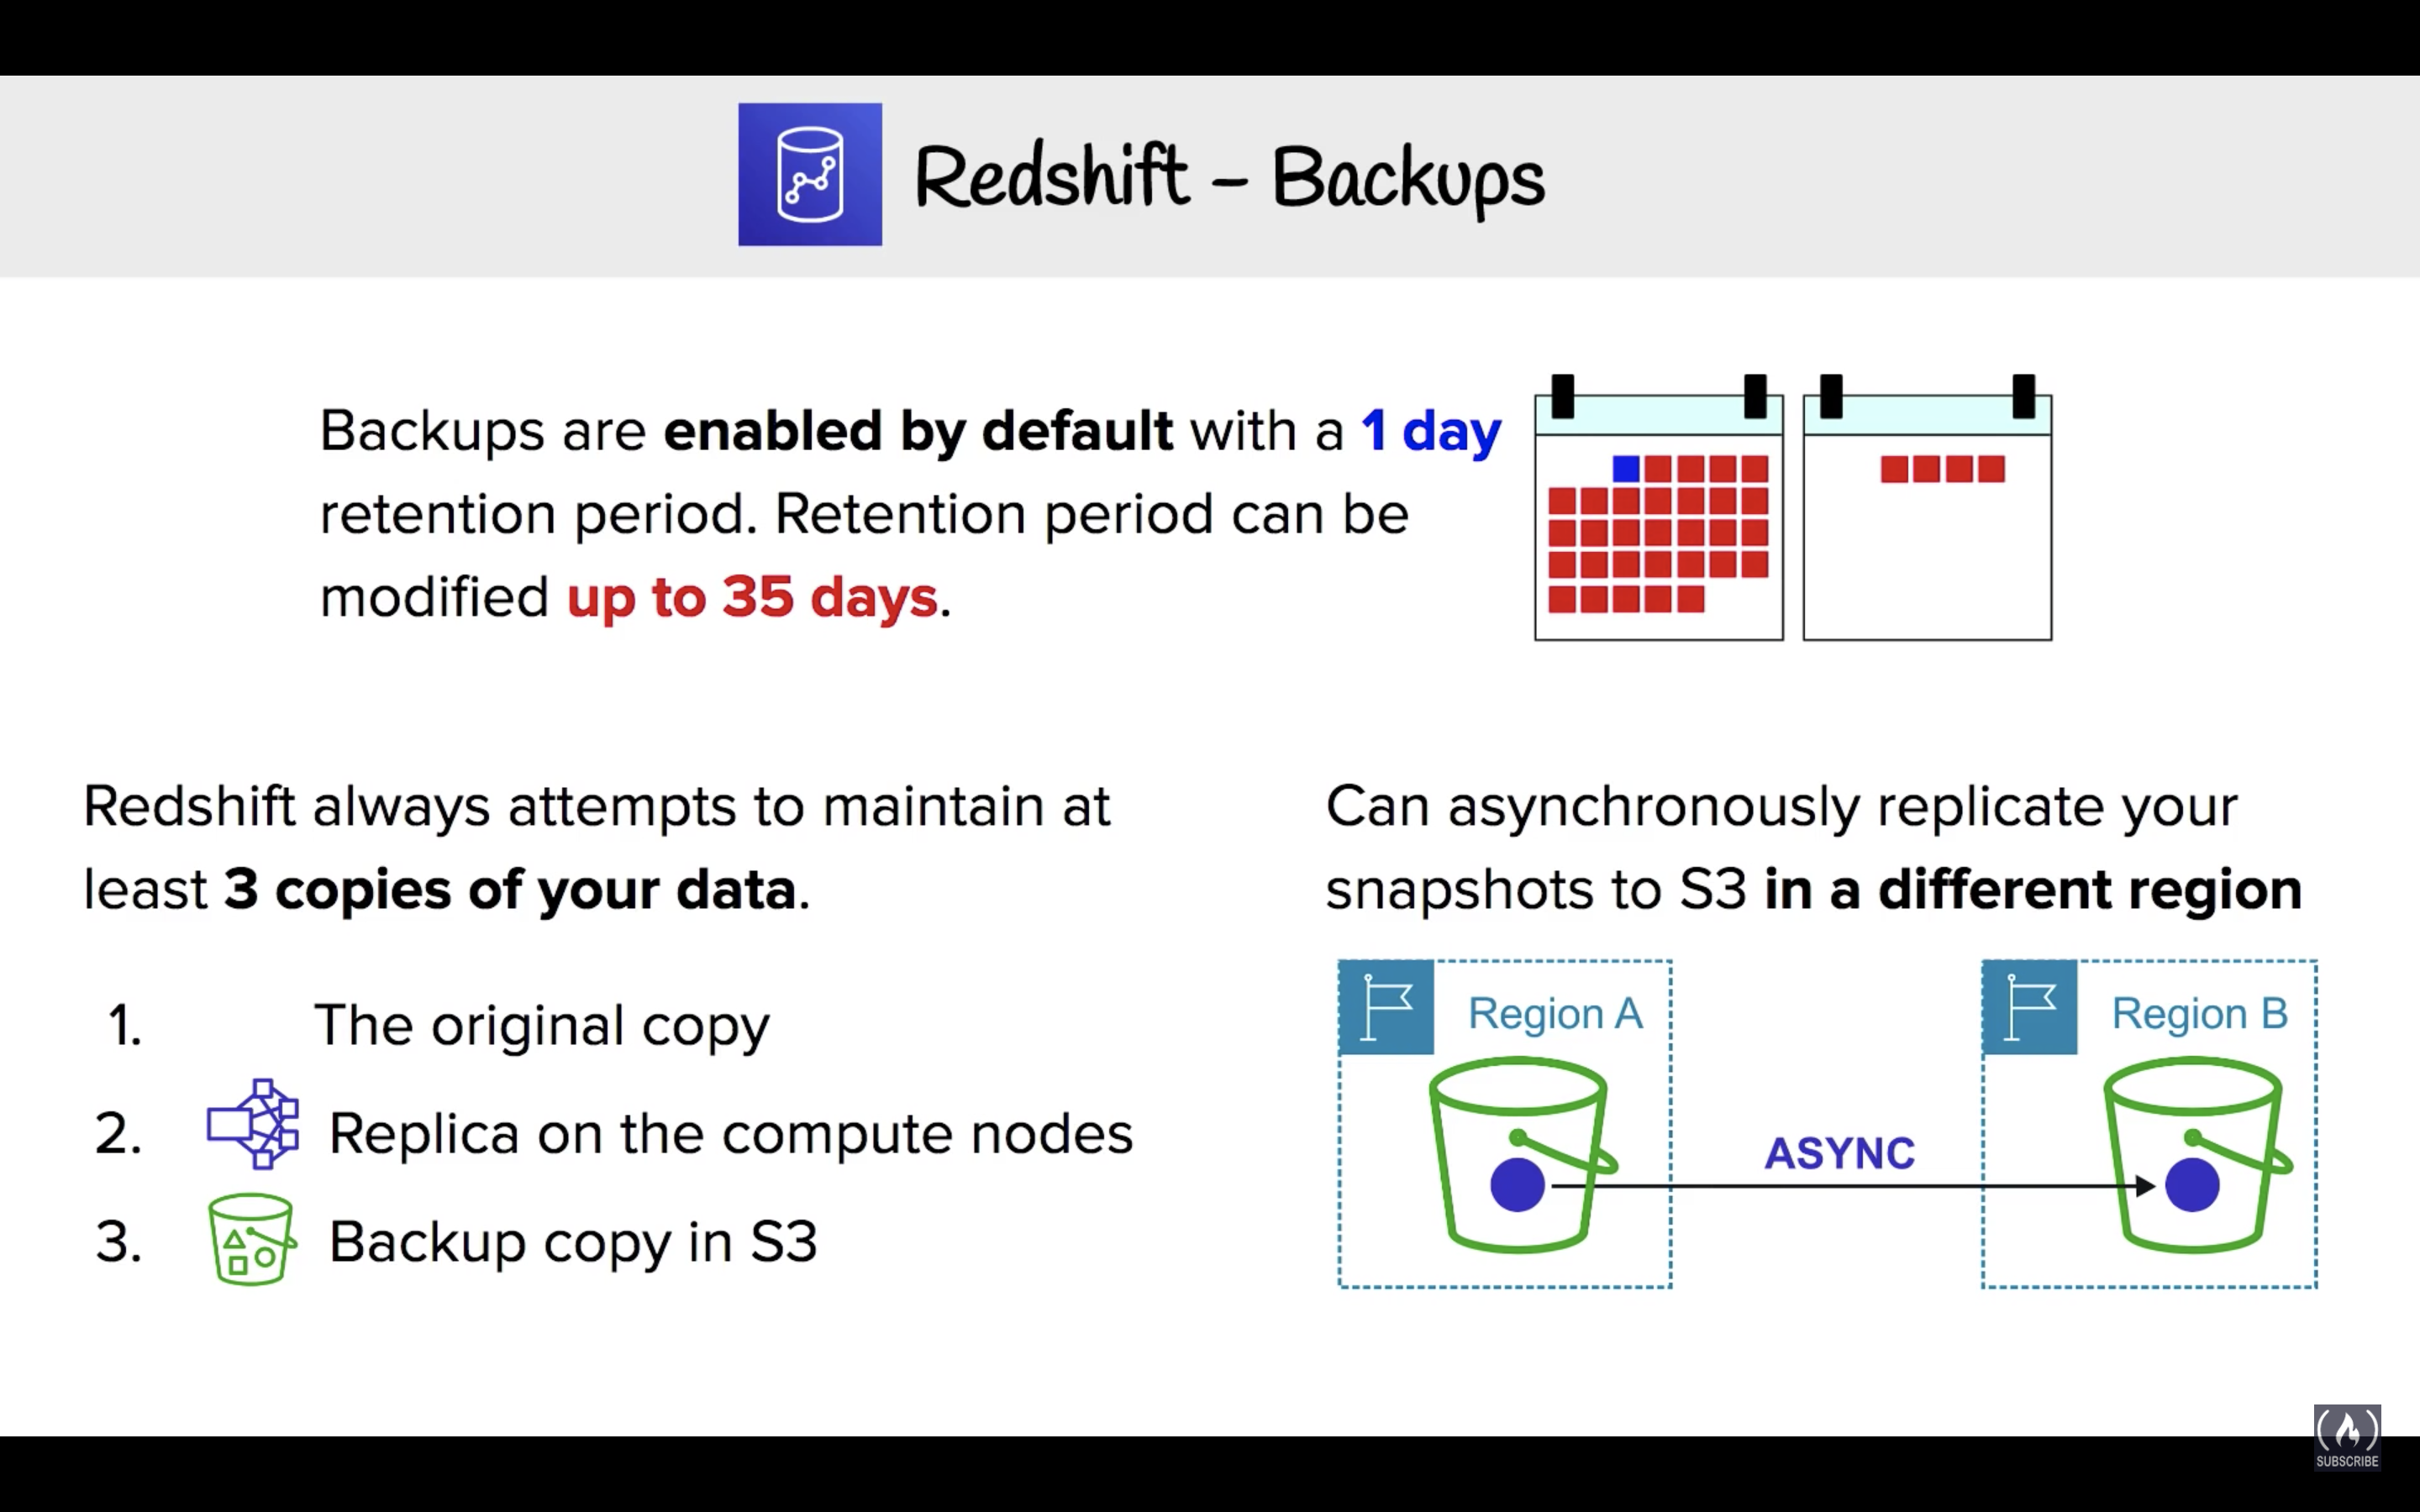 Redshift – Backups
Backups are enabled by default with a 1 day
retention period. Retention period can be
modified up to 35 days.
Redshift always attempts to maintain at
least 3 copies of your data.
1. The original copy
2. Replica on the compute nodes
3. Backup copy in S3
Can asynchronously replicate your
snapshots to S3 in a different region
Region A
Region B
ASYNC
SUBSCRIBE